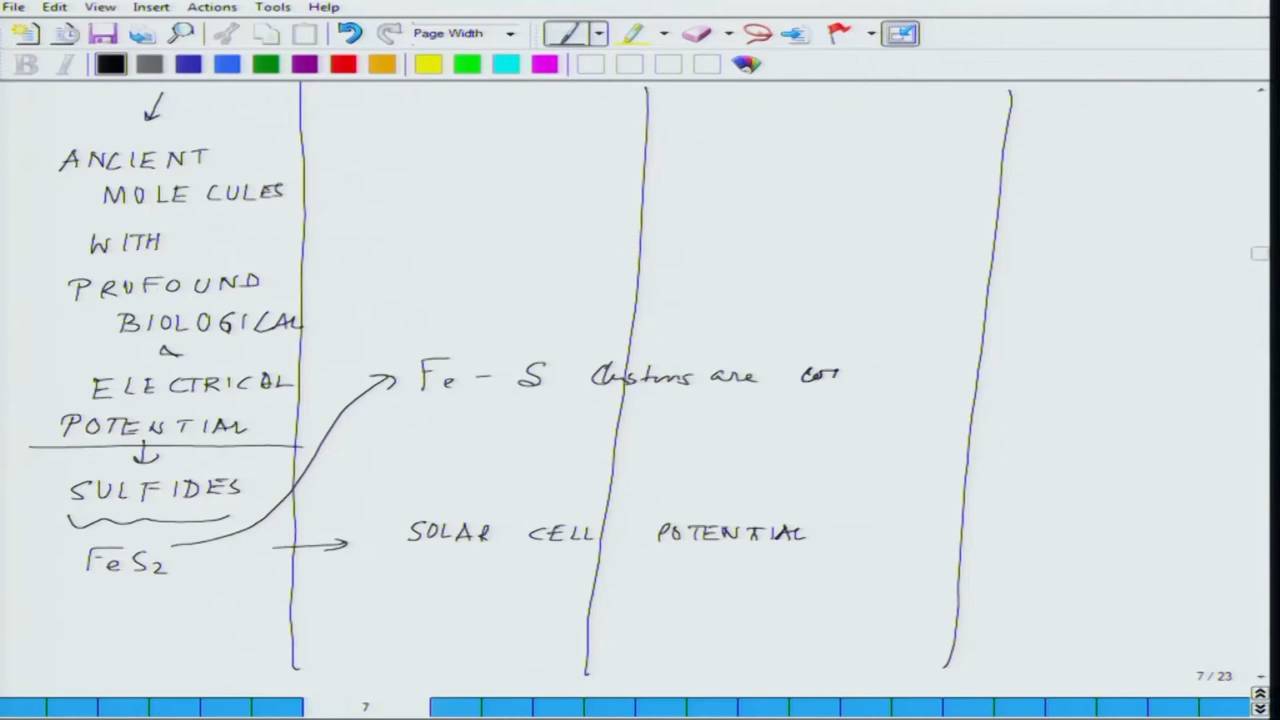 File Edit View Insert Actions Tools Help
Page Width
B I
ANCIENT
MOLECULES
WITH
PROFOUND
BIOLOGICAL
&
ELECTRICAL
POTENTIAL
SULFIDES
FeS2
Fe - S Clusters are
SOLAR CELL POTENTIAL
7 / 23
7